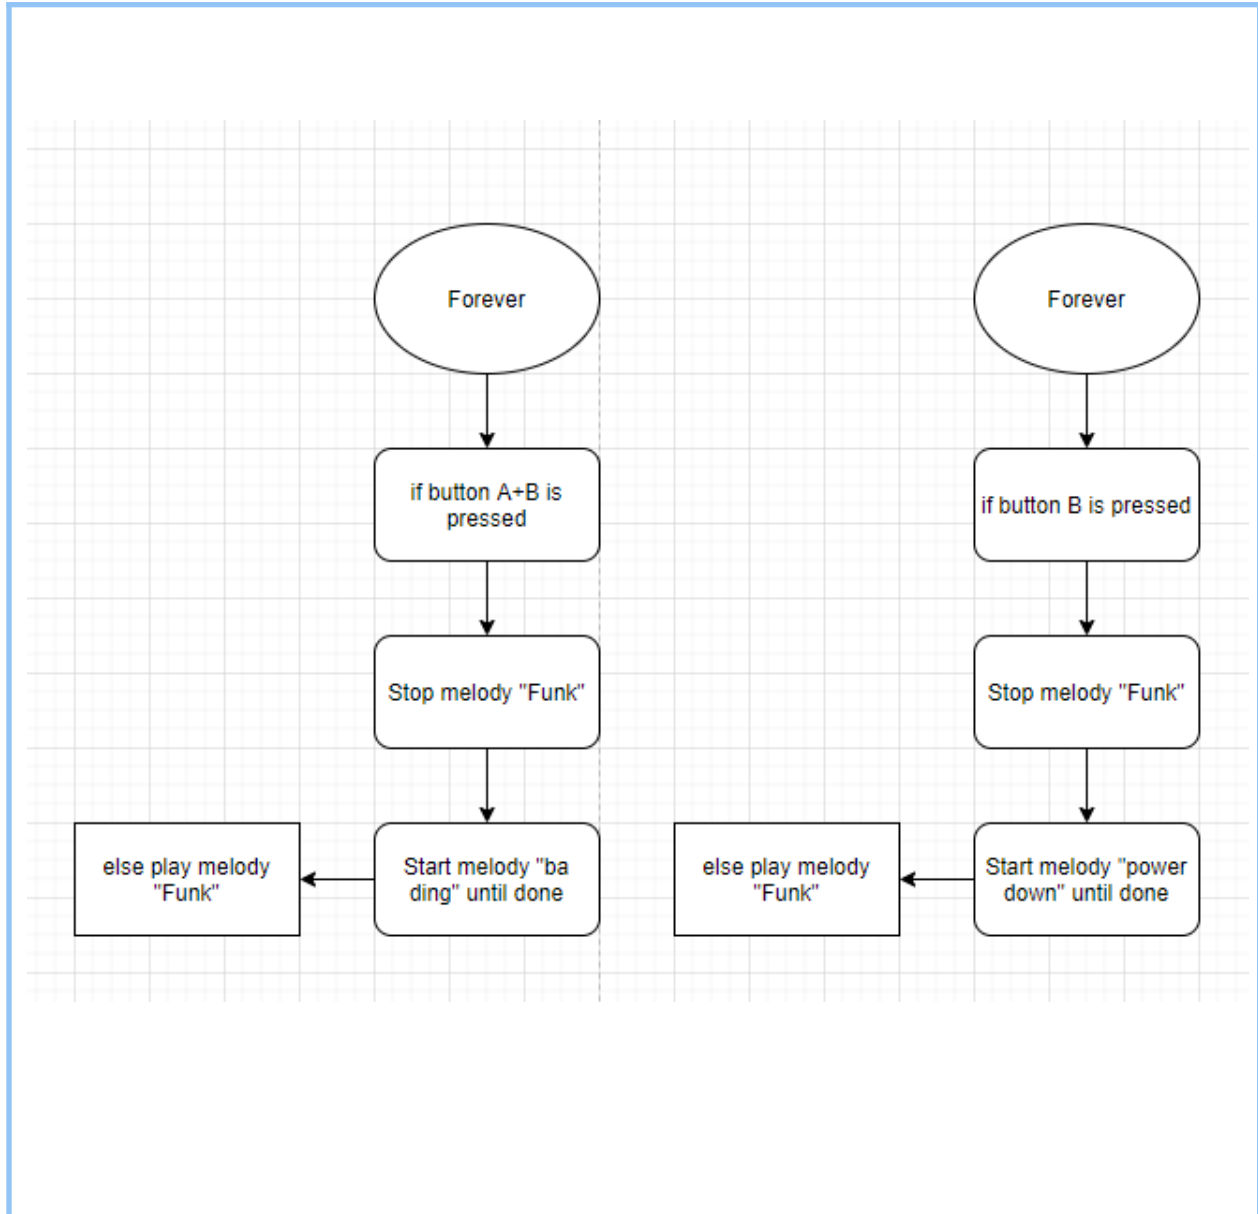 Forever
if button A+B is
pressed
Stop melody "Funk"
Start melody "ba
ding" until done
else play melody
"Funk"
Forever
if button B is pressed
Stop melody "Funk"
Start melody "power
down" until done
else play melody
"Funk"